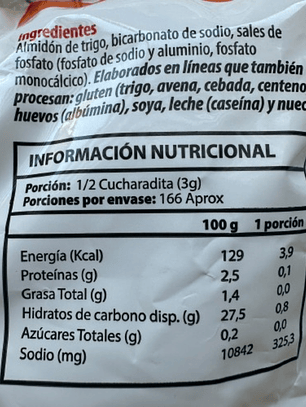 Ingredientes
Almidón de trigo, bicarbonato de sodio, sales de
fosfato (fosfato de sodio y aluminio, fosfato
monocálcico). Elaborados en líneas que también
procesan: gluten (trigo, avena, cebada, centeno
huevos (albúmina), soya, leche (caseína) y nuec
INFORMACIÓN NUTRICIONAL
Porción: 1/2 Cucharadita (3g)
Porciones por envase: 166 Aprox
100 g 1 porción
Energía (Kcal) 129 3,9
Proteínas (g) 2,5 0,1
Grasa Total (g) 1,4 0,0
Hidratos de carbono disp. (g) 27,5 0,8
Azúcares Totales (g) 0,2 0,0
Sodio (mg) 10842 325,3